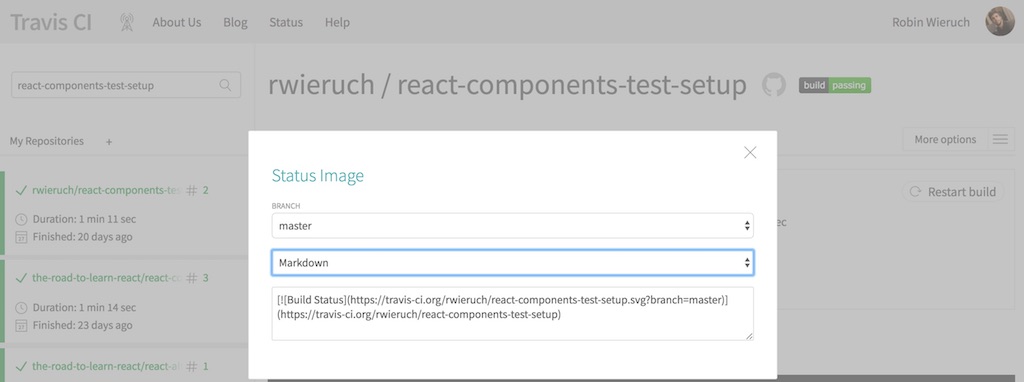 Travis CI About Us Blog Status Help Robin Wieruch
react-components-test-setup
rwieruch / react-components-test-setup build passing
My Repositories +
More options
Status Image
BRANCH
master
Markdown
[![Build Status](https://travis-ci.org/rwieruch/react-components-test-setup.svg?branch=master)]
(https://travis-ci.org/rwieruch/react-components-test-setup)
rwieruch/react-components-te # 2
Duration: 1 min 11 sec
Finished: 20 days ago
the-road-to-learn-react/react-c # 3
Duration: 1 min 14 sec
Finished: 23 days ago
the-road-to-learn-react/react-a # 1
Restart build
ec